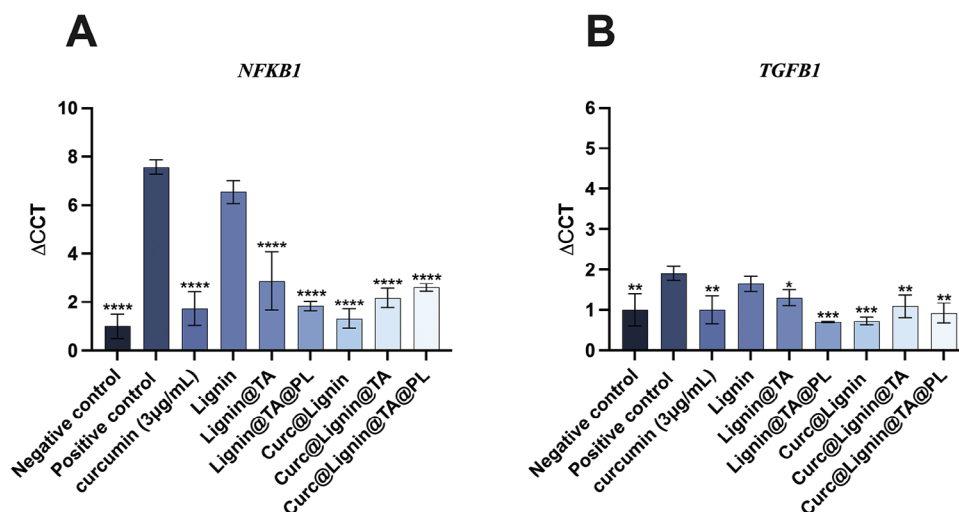 A
NFKB1
10
8
6
4
2
0
ΔCCT
****
****
****
****
****
****
****
Negative control
Positive control
curcumin (3µg/mL)
Lignin
Lignin@TA
Lignin@TA@PL
Curc@Lignin
Curc@Lignin@TA
Curc@Lignin@TA@PL
B
TGFB1
6
5
4
3
2
1
0
ΔCCT
**
**
*
***
***
**
**
Negative control
Positive control
curcumin (3µg/mL)
Lignin
Lignin@TA
Lignin@TA@PL
Curc@Lignin
Curc@Lignin@TA
Curc@Lignin@TA@PL